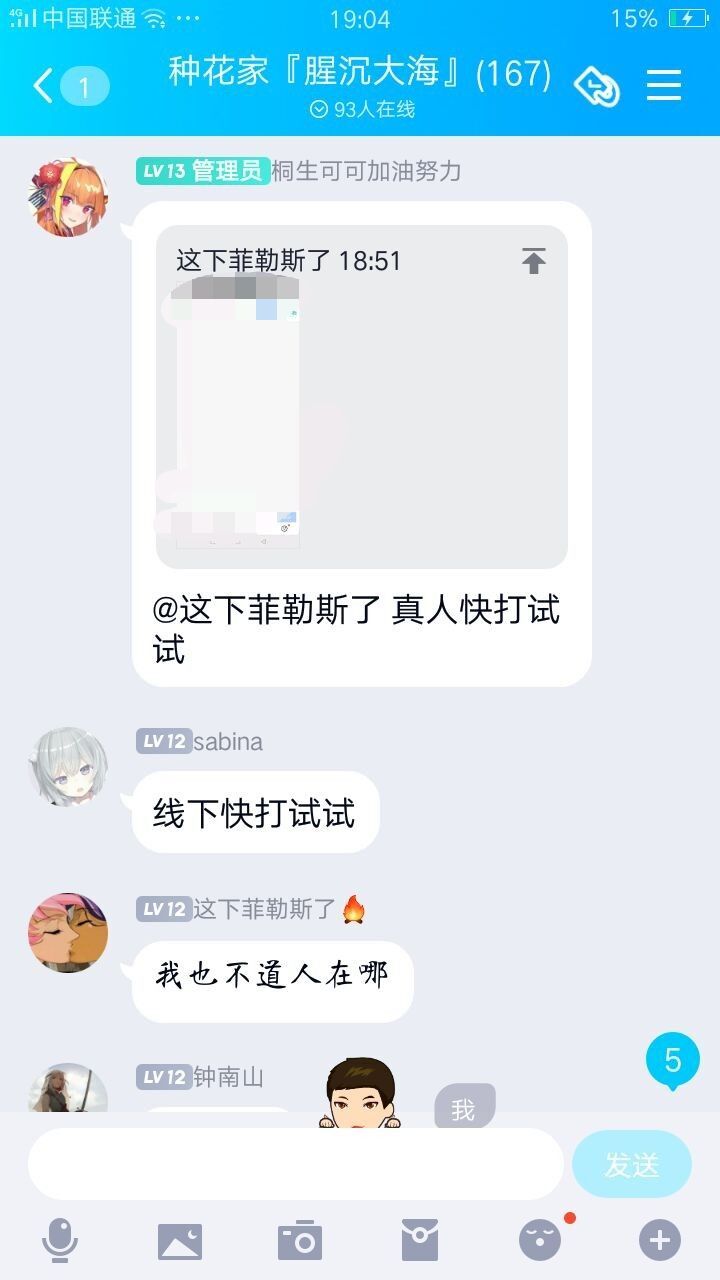 4G 中国联通 ... 19:04 15%
1 种花家『腥沉大海』(167)
93人在线
LV13 管理员 桐生可可加油努力
这下菲勒斯了 18:51
@这下菲勒斯了 真人快打试
试
LV12 sabina
线下快打试试
LV12 这下菲勒斯了🔥
我也不道人在哪
5
LV12 钟南山
我
发送